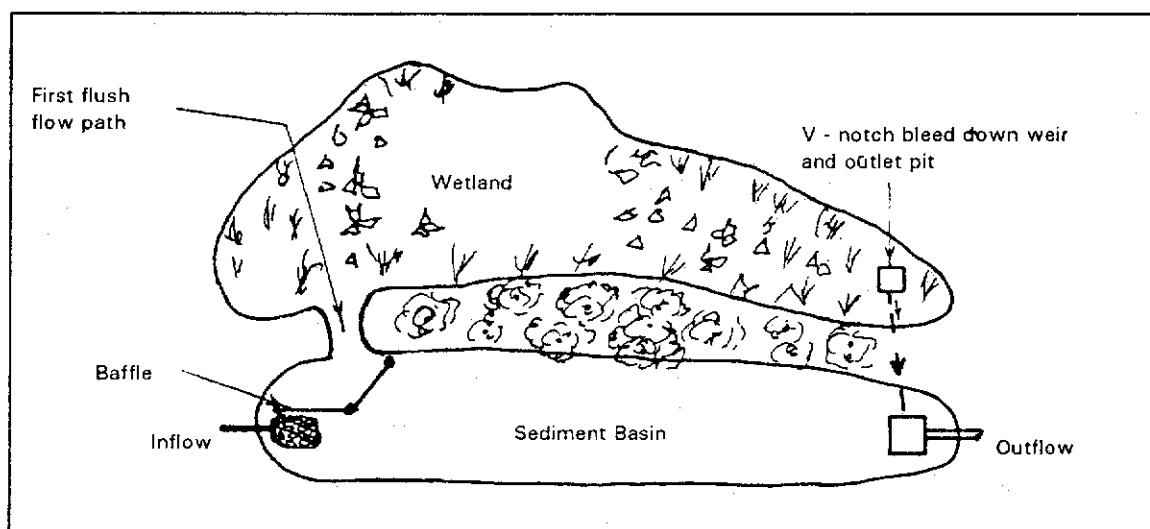 First flush
flow path
V - notch bleed down weir
and outlet pit
Wetland
Baffle
Inflow
Sediment Basin
Outflow